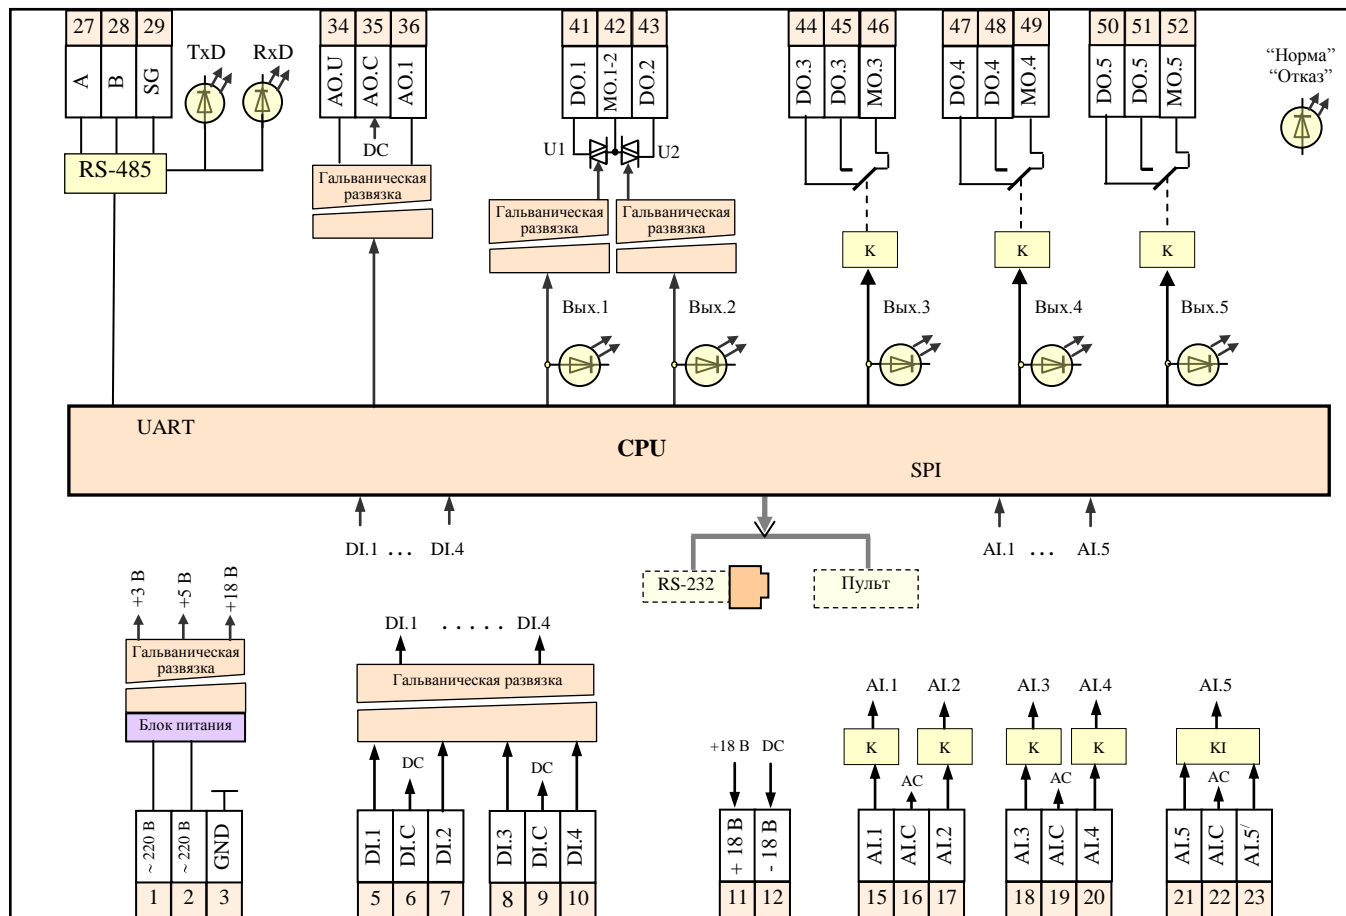 27 28 29
34 35 36
41 42 43
44 45 46
47 48 49
50 51 52
A B SG
TxD RxD
AO.U AO.C AO.1
DO.1 MO.1-2 DO.2
DO.3 DO.3 MO.3
DO.4 DO.4 MO.4
DO.5 DO.5 MO.5
“Норма”
“Отказ”
RS-485
DC
U1 U2
Гальваническая
развязка
Гальваническая
развязка
Гальваническая
развязка
K K K
Вых.1 Вых.2 Вых.3 Вых.4 Вых.5
UART
CPU
SPI
DI.1 ... DI.4
AI.1 ... AI.5
RS-232
Пульт
+3 В +5 В +18 В
Гальваническая
развязка
Блок питания
~ 220 В ~ 220 В GND
1 2 3
DI.1 ..... DI.4
Гальваническая развязка
DC DC
DI.1 DI.C DI.2
5 6 7
DI.3 DI.C DI.4
8 9 10
+18 В DC
+ 18 В - 18 В
11 12
AI.1 AI.2
K K
AC
AI.1 AI.C AI.2
15 16 17
AI.3 AI.4
K K
AC
AI.3 AI.C AI.4
18 19 20
AI.5
KI
AC
AI.5 AI.C AI.5/
21 22 23